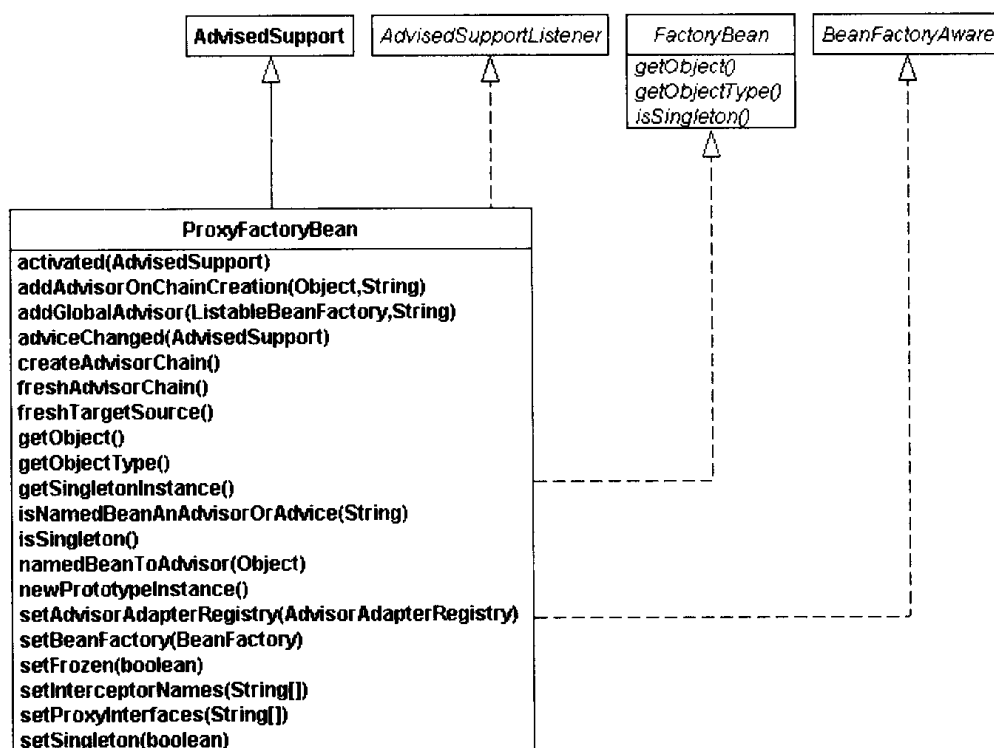 AdvisedSupport
AdvisedSupportListener
FactoryBean
getObject()
getObjectType()
isSingleton()
BeanFactoryAware
ProxyFactoryBean
activated(AdvisedSupport)
addAdvisorOnChainCreation(Object,String)
addGlobalAdvisor(ListableBeanFactory,String)
adviceChanged(AdvisedSupport)
createAdvisorChain()
freshAdvisorChain()
freshTargetSource()
getObject()
getObjectType()
getSingletonInstance()
isNamedBeanAnAdvisorOrAdvice(String)
isSingleton()
namedBeanToAdvisor(Object)
newPrototypeInstance()
setAdvisorAdapterRegistry(AdvisorAdapterRegistry)
setBeanFactory(BeanFactory)
setFrozen(boolean)
setInterceptorNames(String[])
setProxyInterfaces(String[])
setSingleton(boolean)